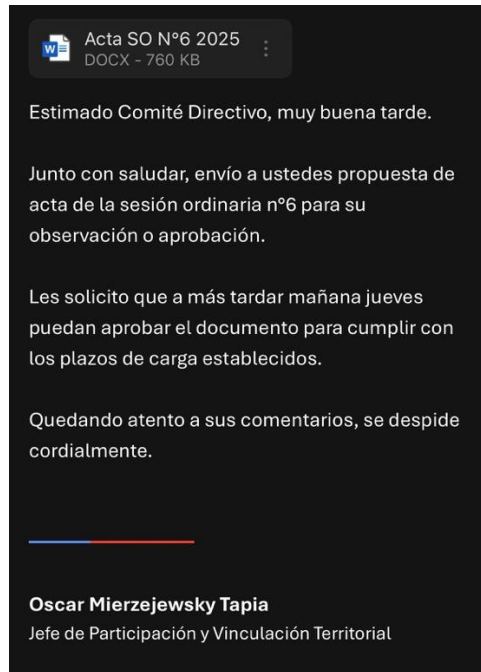 Acta SO N°6 2025
DOCX - 760 KB
Estimado Comité Directivo, muy buena tarde.
Junto con saludar, envío a ustedes propuesta de
acta de la sesión ordinaria n°6 para su
observación o aprobación.
Les solicito que a más tardar mañana jueves
puedan aprobar el documento para cumplir con
los plazos de carga establecidos.
Quedando atento a sus comentarios, se despide
cordialmente.
Oscar Mierzejewsky Tapia
Jefe de Participación y Vinculación Territorial